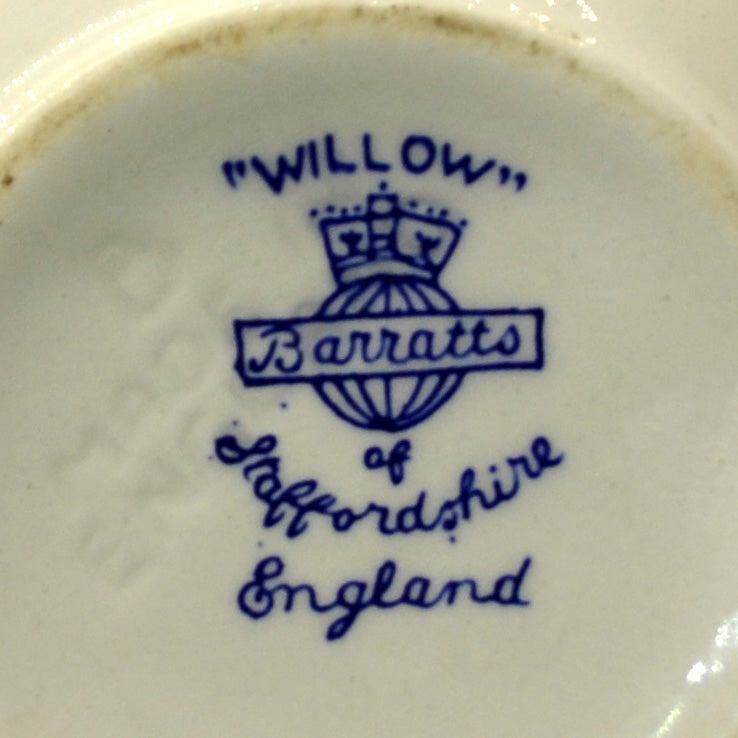 "WILLOW"
Barratts
of
Staffordshire
England